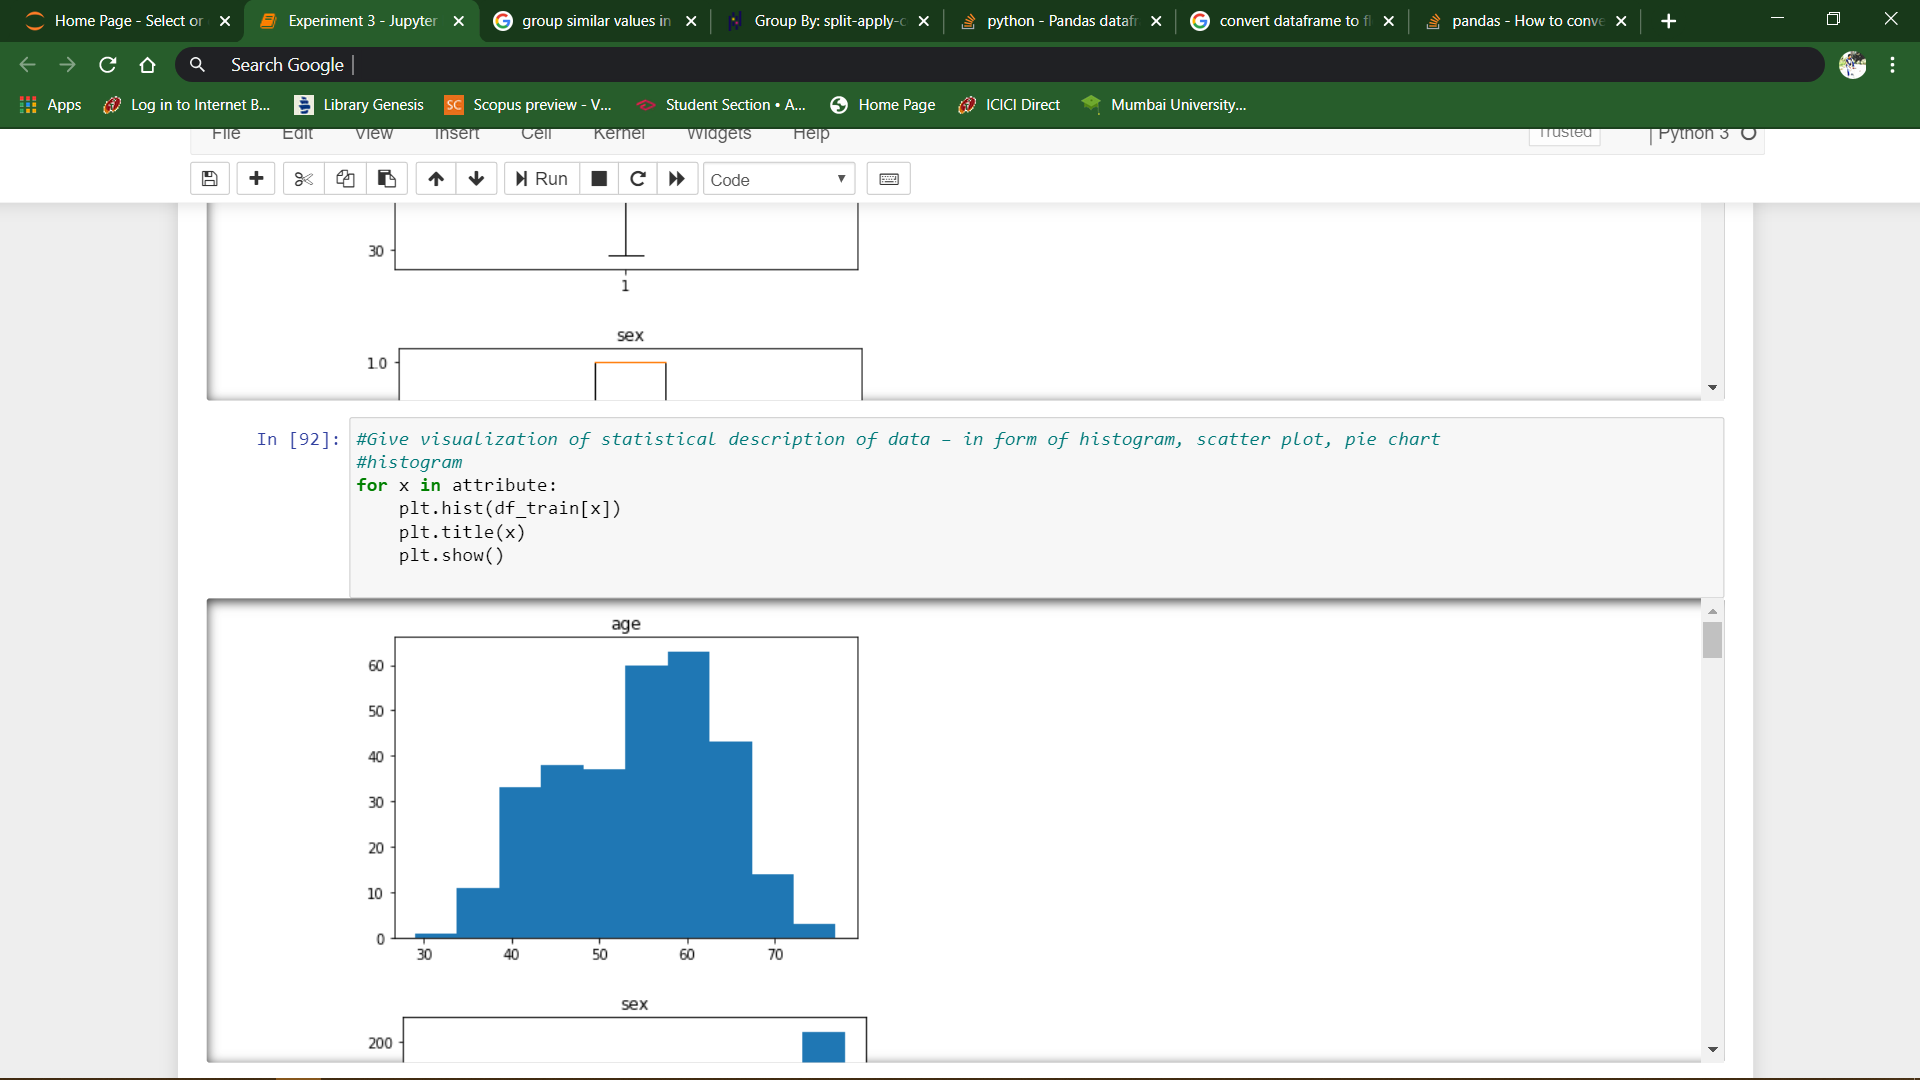 Home Page - Select or
Experiment 3 - Jupyter
group similar values in
Group By: split-apply-c
python - Pandas datafr
convert dataframe to fl
pandas - How to conve
Search Google
Apps
Log in to Internet B...
Library Genesis
SC
Scopus preview - V...
Student Section • A...
Home Page
ICICI Direct
Mumbai University...
File
Edit
View
Insert
Cell
Kernel
Widgets
Help
Trusted
Python 3
Run
Code
30
1
sex
1.0
In [92]:
#Give visualization of statistical description of data – in form of histogram, scatter plot, pie chart
#histogram
for x in attribute:
plt.hist(df_train[x])
plt.title(x)
plt.show()
age
60
50
40
30
20
10
0
30 40 50 60 70
sex
200